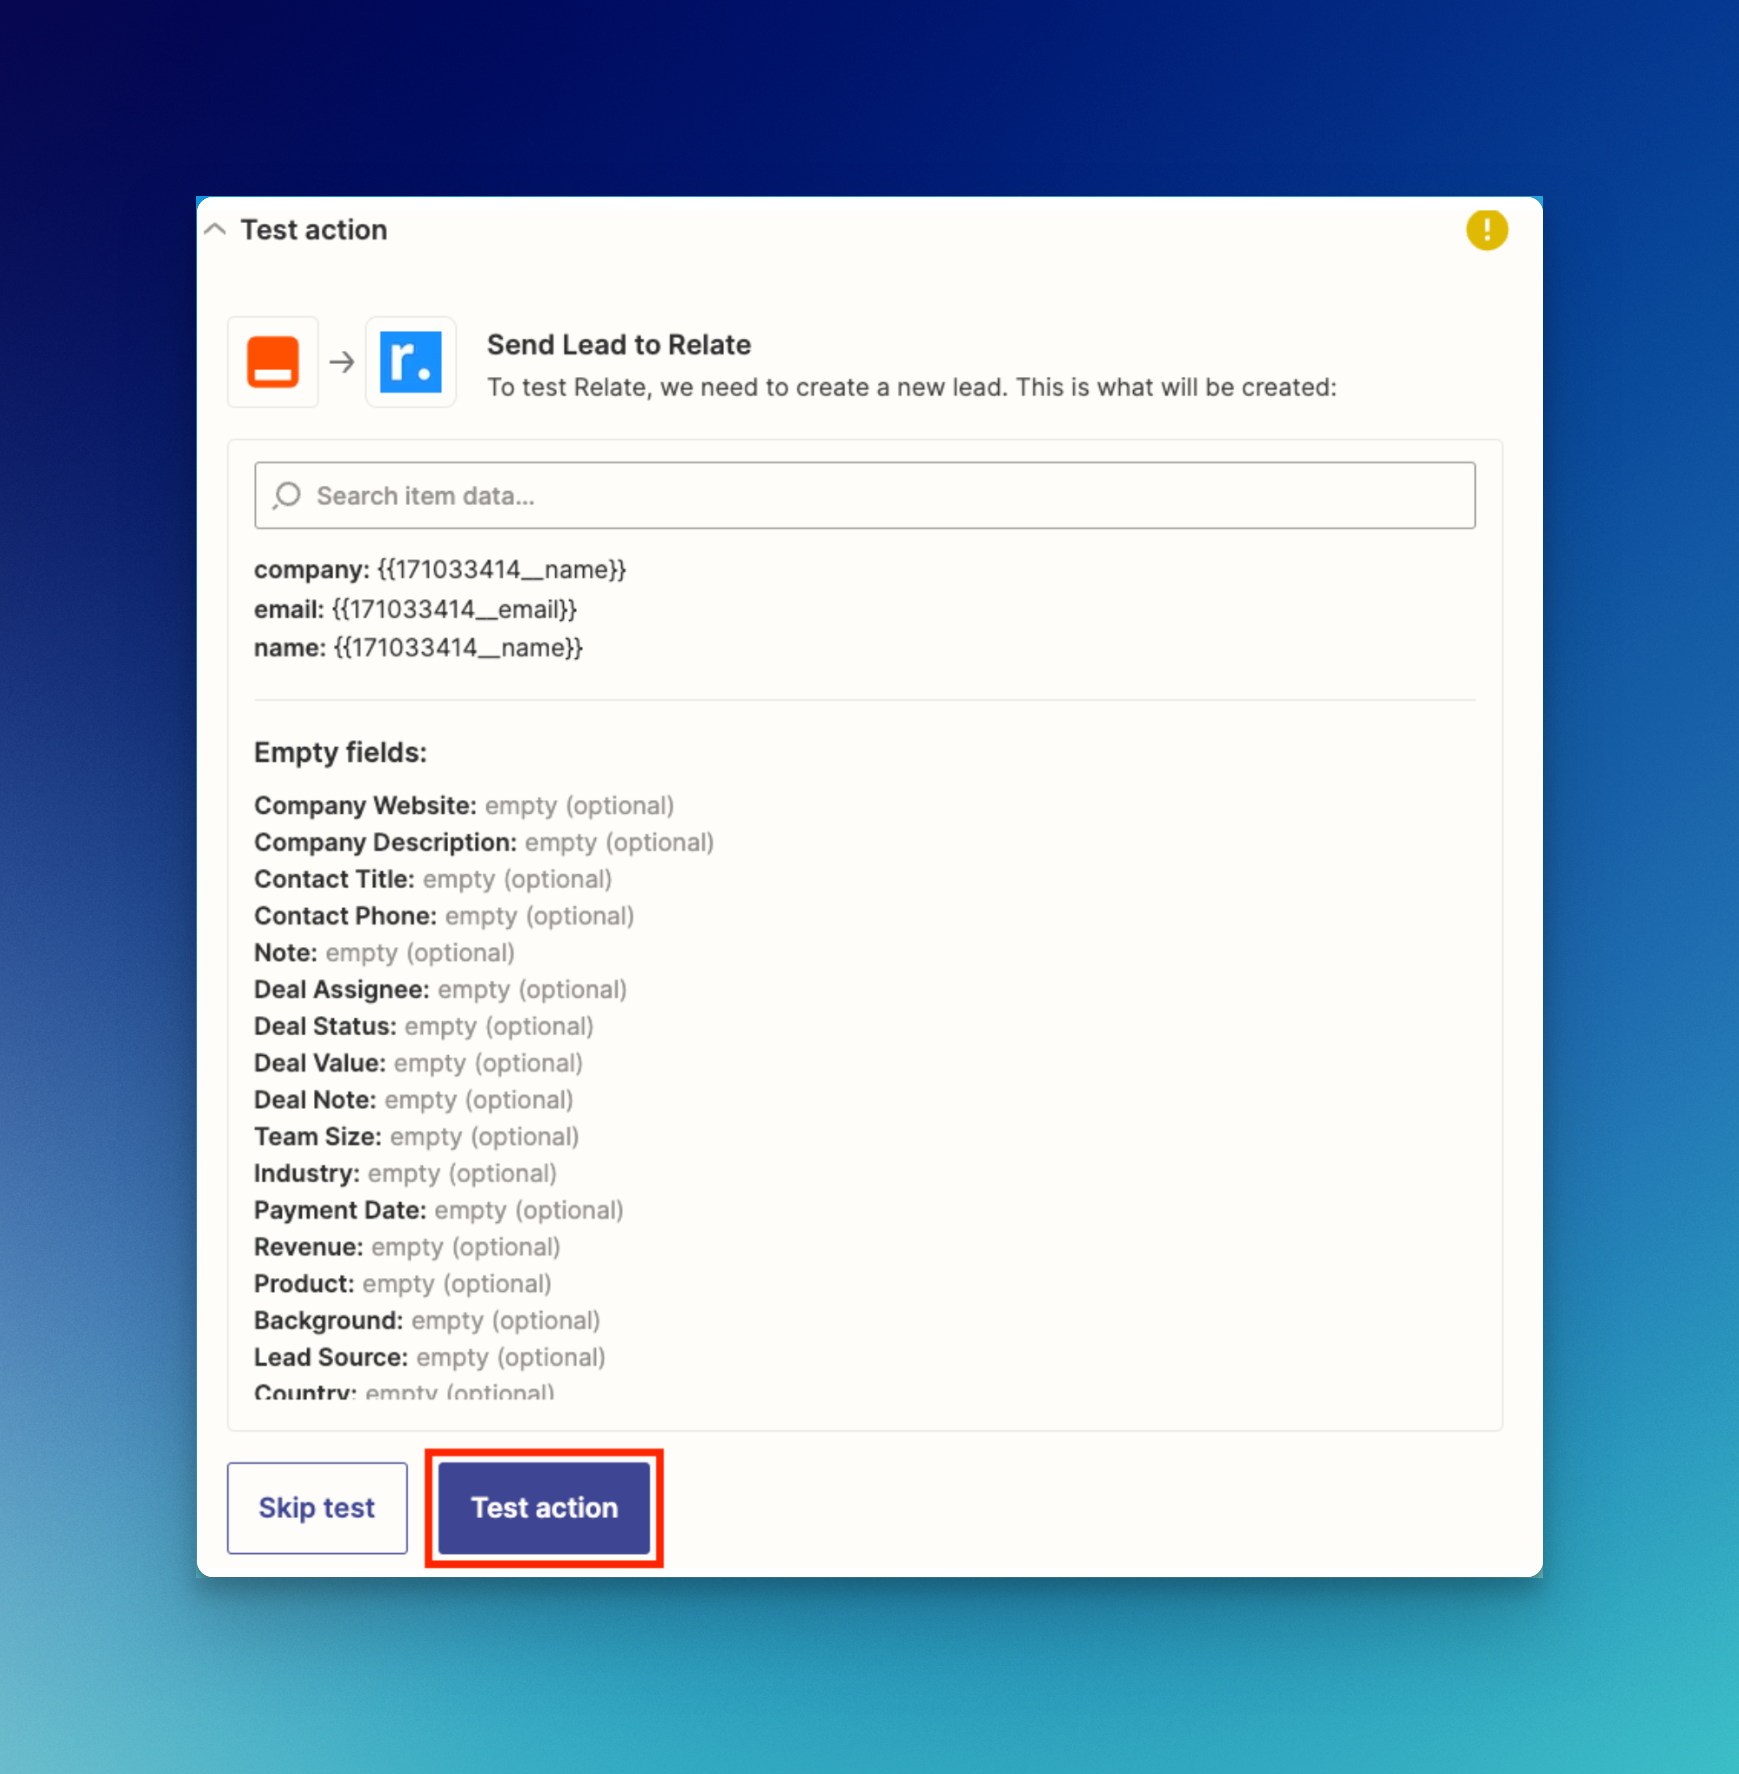 Test action
!
r.
Send Lead to Relate
To test Relate, we need to create a new lead. This is what will be created:
Search item data...
company: {{171033414__name}}
email: {{171033414__email}}
name: {{171033414__name}}
Empty fields:
Company Website: empty (optional)
Company Description: empty (optional)
Contact Title: empty (optional)
Contact Phone: empty (optional)
Note: empty (optional)
Deal Assignee: empty (optional)
Deal Status: empty (optional)
Deal Value: empty (optional)
Deal Note: empty (optional)
Team Size: empty (optional)
Industry: empty (optional)
Payment Date: empty (optional)
Revenue: empty (optional)
Product: empty (optional)
Background: empty (optional)
Lead Source: empty (optional)
Country: empty (optional)
Skip test
Test action